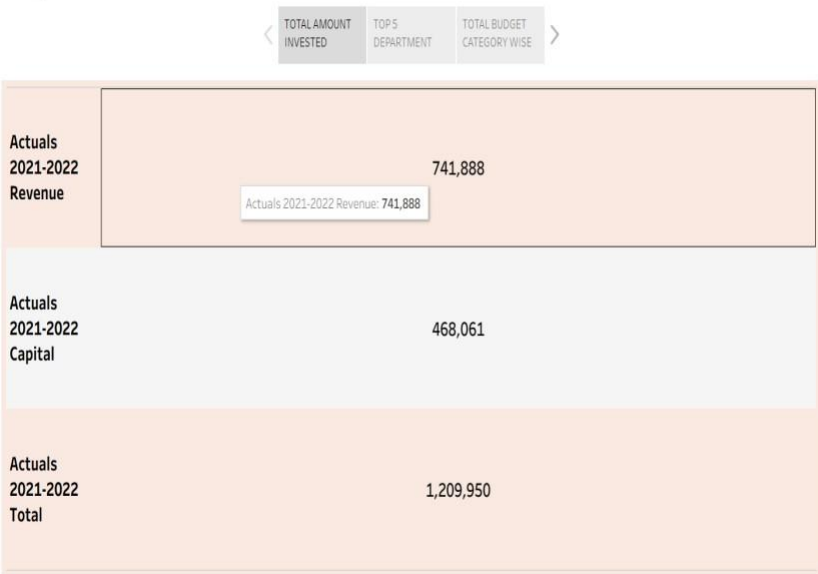 TOTAL AMOUNT
INVESTED
TOP 5
DEPARTMENT
TOTAL BUDGET
CATEGORY WISE
Actuals
2021-2022
Revenue
741,888
Actuals 2021-2022 Revenue: 741,888
Actuals
2021-2022
Capital
468,061
Actuals
2021-2022
Total
1,209,950